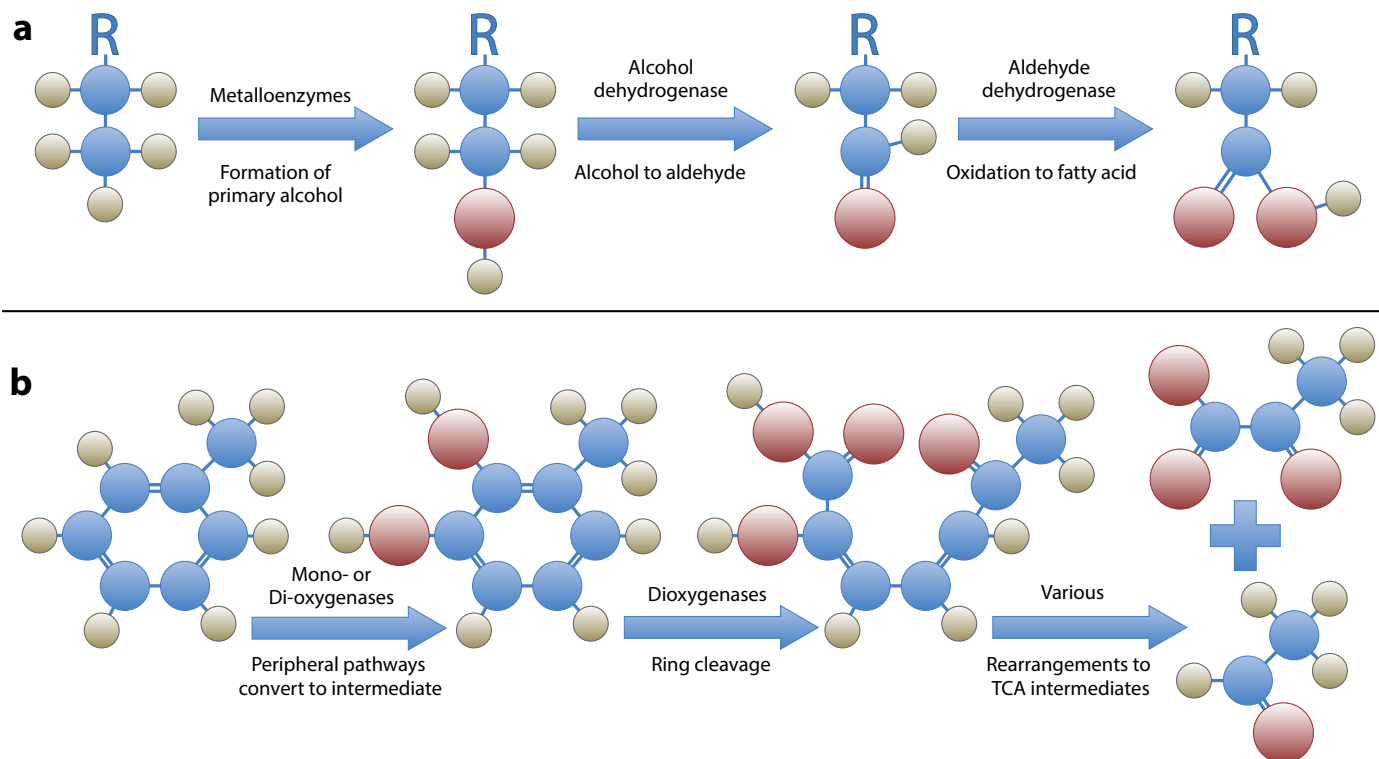 a
R
R
R
R
Metalloenzymes
Formation of
primary alcohol
Alcohol
dehydrogenase
Alcohol to aldehyde
Aldehyde
dehydrogenase
Oxidation to fatty acid
b
Mono- or
Di-oxygenases
Peripheral pathways
convert to intermediate
Dioxygenases
Ring cleavage
Various
Rearrangements to
TCA intermediates